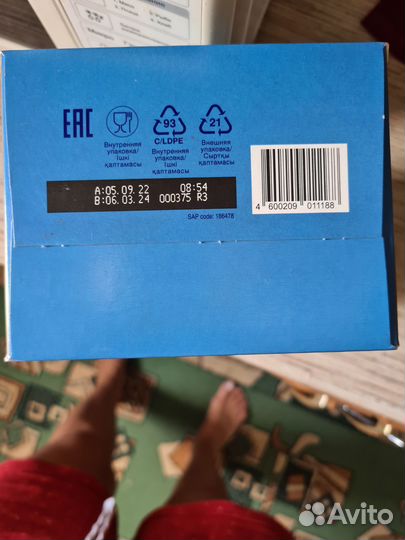 EAC
93
C/LDPE
21
Внутренняя
упаковка/
Ішкі
қаптамасы
Внутренняя
упаковка/
Ішкі
қаптамасы
Внешняя
упаковка/
Сыртқы
қаптамасы
A:05.09.22 08:54
B:06.03.24 000375 R3
4 600209 011188
SAP code: 186478
Avito